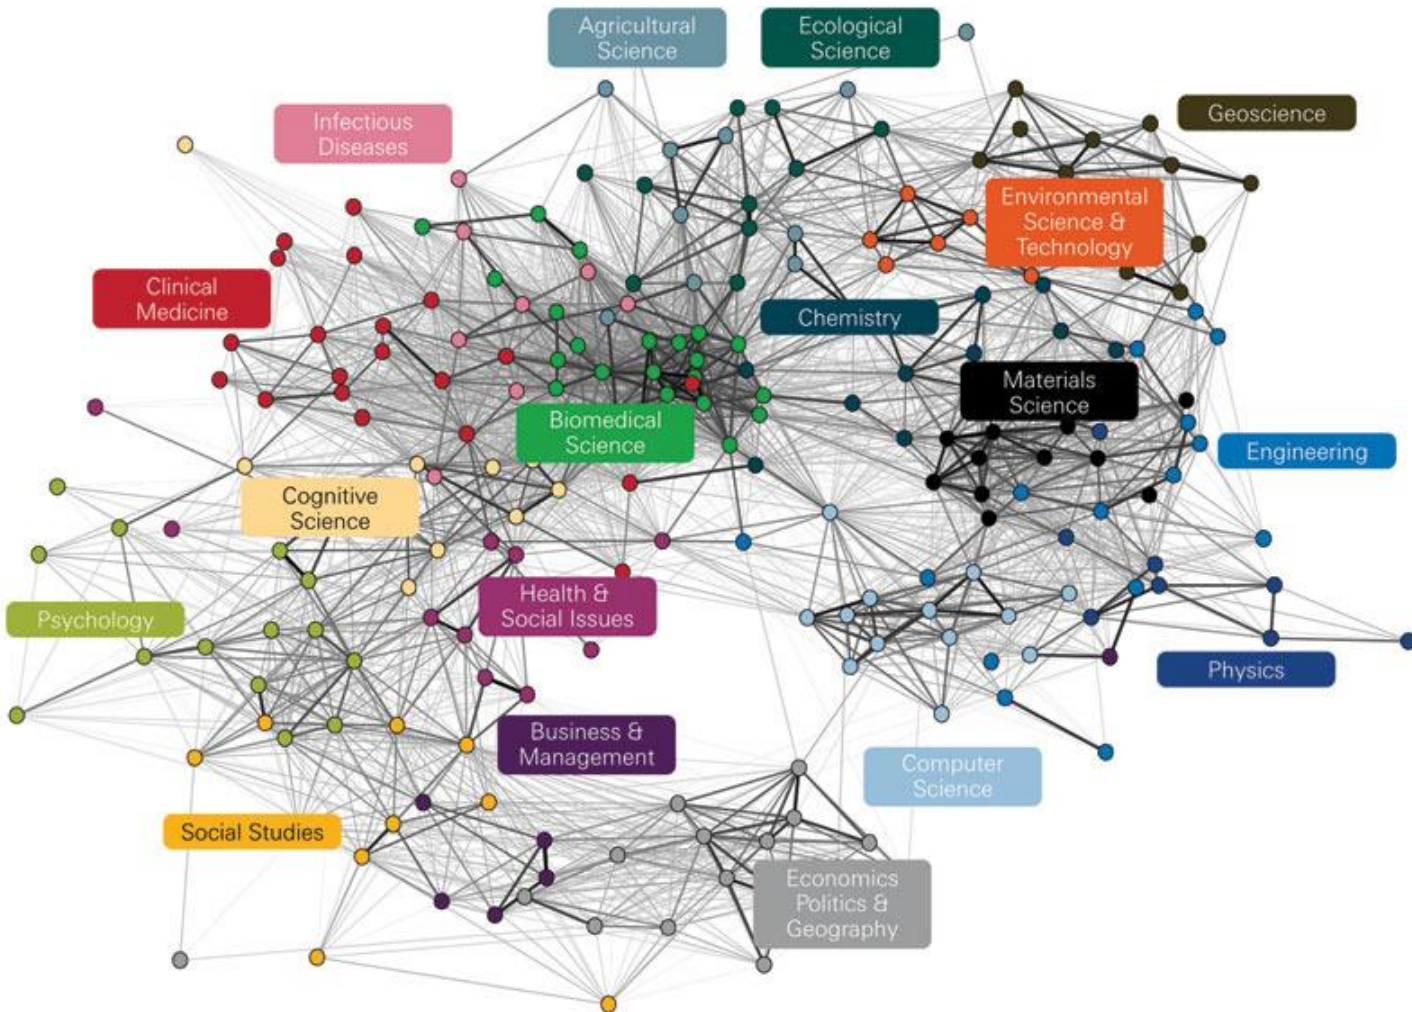 Agricultural
Science
Ecological
Science
Geoscience
Infectious
Diseases
Environmental
Science &
Technology
Clinical
Medicine
Chemistry
Materials
Science
Biomedical
Science
Engineering
Cognitive
Science
Health &
Social Issues
Psychology
Physics
Business &
Management
Computer
Science
Social Studies
Economics
Politics &
Geography